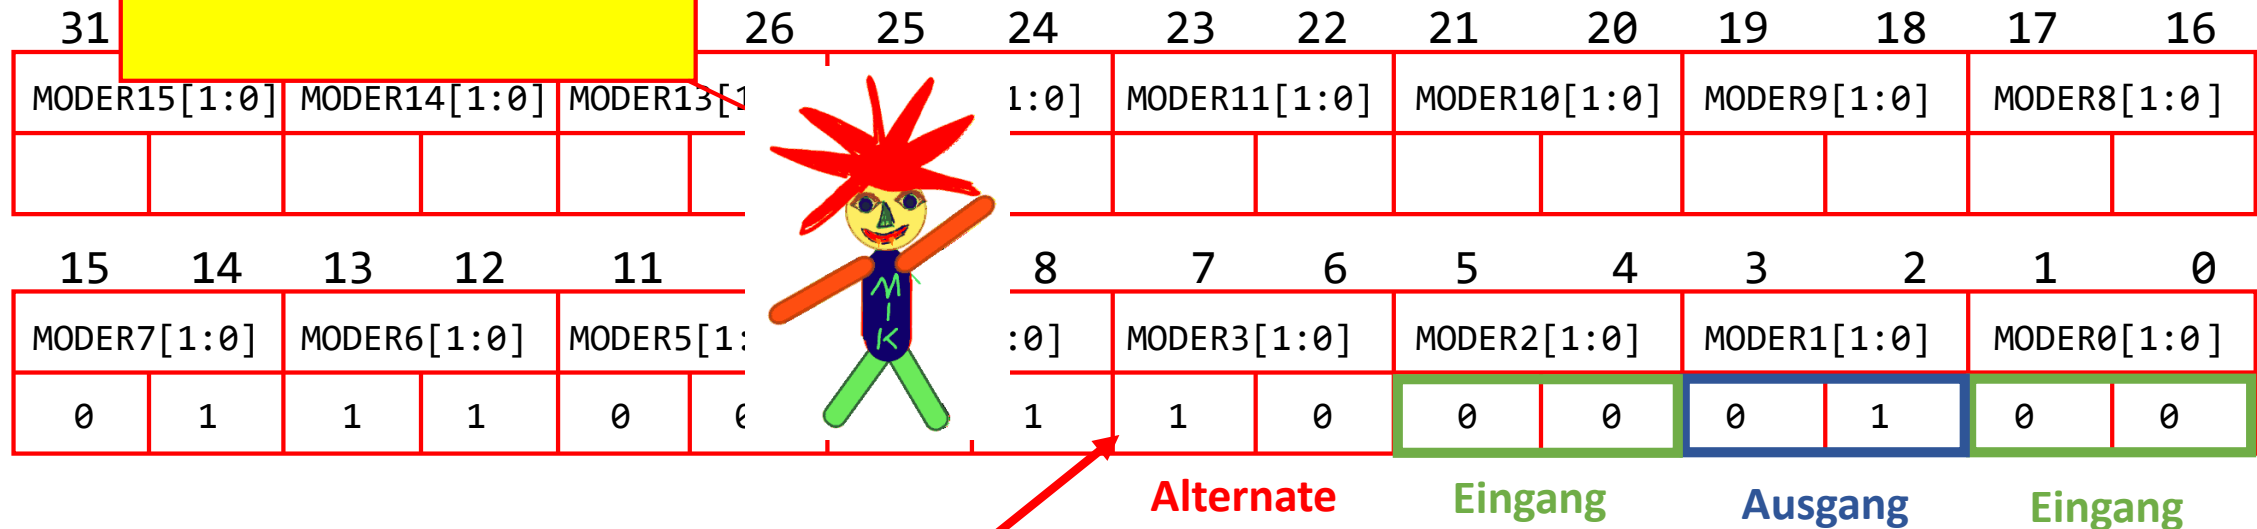 31 26 25 24 23 22 21 20 19 18 17 16
MODER15[1:0] MODER14[1:0] MODER13[1 1:0] MODER11[1:0] MODER10[1:0] MODER9[1:0] MODER8[1:0]
15 14 13 12 11 8 7 6 5 4 3 2 1 0
MODER7[1:0] MODER6[1:0] MODER5[1: :0] MODER3[1:0] MODER2[1:0] MODER1[1:0] MODER0[1:0]
MIK
0 1 1 1 0 0 1 1 0 0 0 0 1 0 0
Alternate Eingang Ausgang Eingang